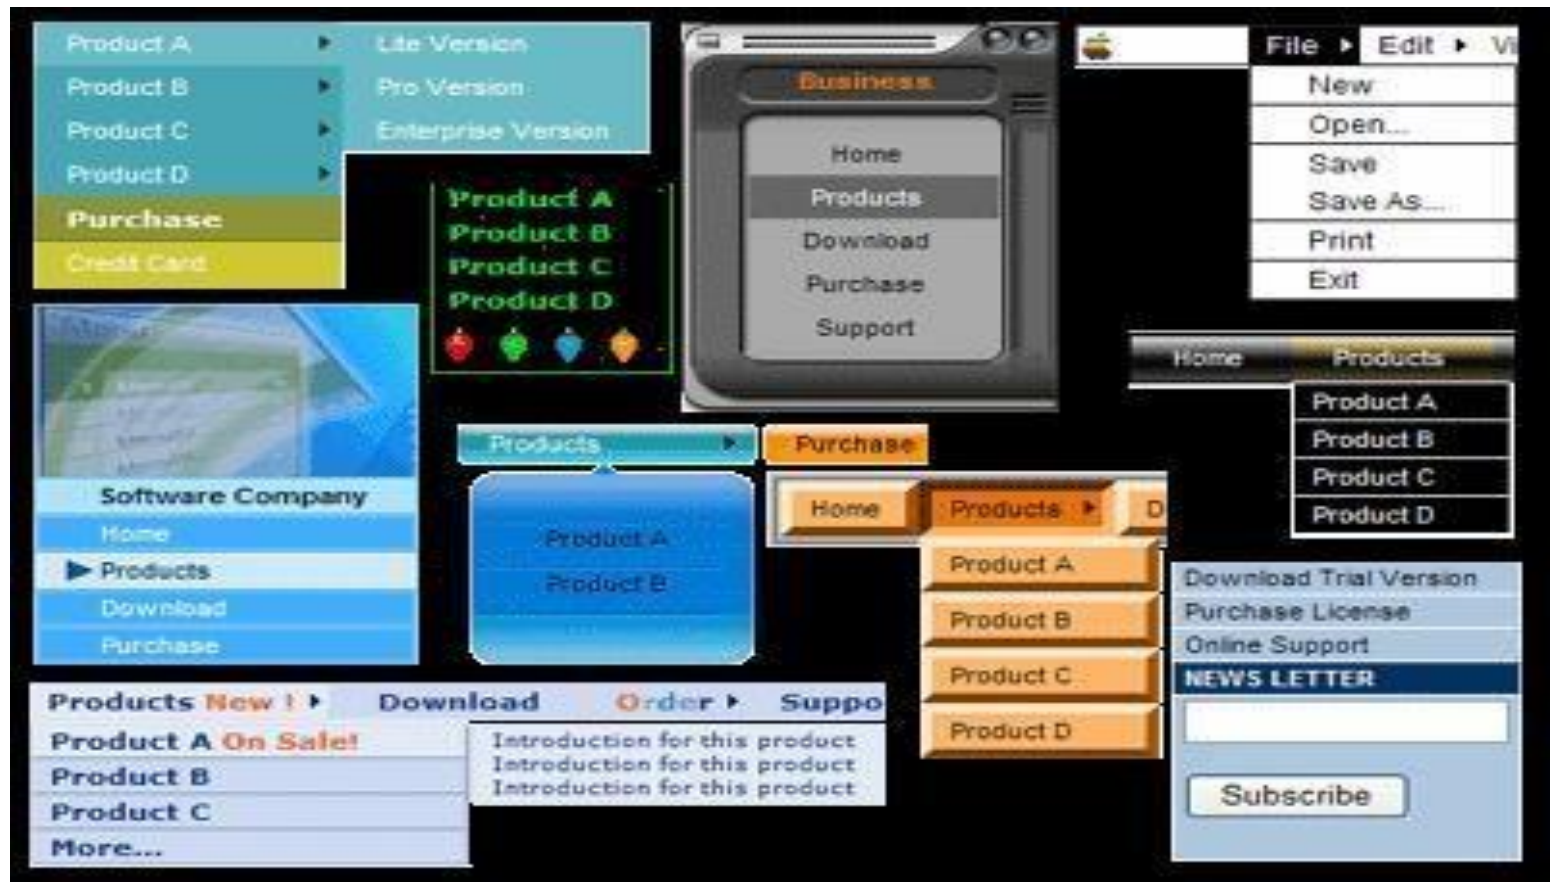 Product A
Product B
Product C
Product D
Purchase
Credit Card
Lite Version
Pro Version
Enterprise Version
Product A
Product B
Product C
Product D
Business
Home
Products
Download
Purchase
Support
File Edit Vi
New
Open...
Save
Save As...
Print
Exit
Home Products
Product A
Product B
Product C
Product D
Software Company
Home
Products
Download
Purchase
Products Purchase
Product A
Product B
Home Products D
Product A
Product B
Product C
Product D
Download Trial Version
Purchase License
Online Support
NEWS LETTER
Subscribe
Products New ! Download Order Suppo
Product A On Sale!
Product B
Product C
More...
Introduction for this product
Introduction for this product
Introduction for this product